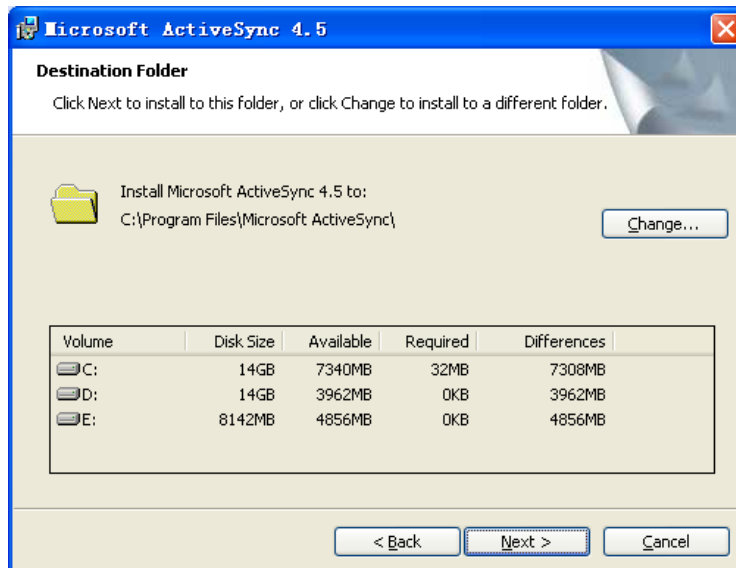 Microsoft ActiveSync 4.5
Destination Folder
Click Next to install to this folder, or click Change to install to a different folder.
Install Microsoft ActiveSync 4.5 to:
C:\Program Files\Microsoft ActiveSync\
Change...
Volume Disk Size Available Required Differences
C: 14GB 7340MB 32MB 7308MB
D: 14GB 3962MB 0KB 3962MB
E: 8142MB 4856MB 0KB 4856MB
< Back Next > Cancel